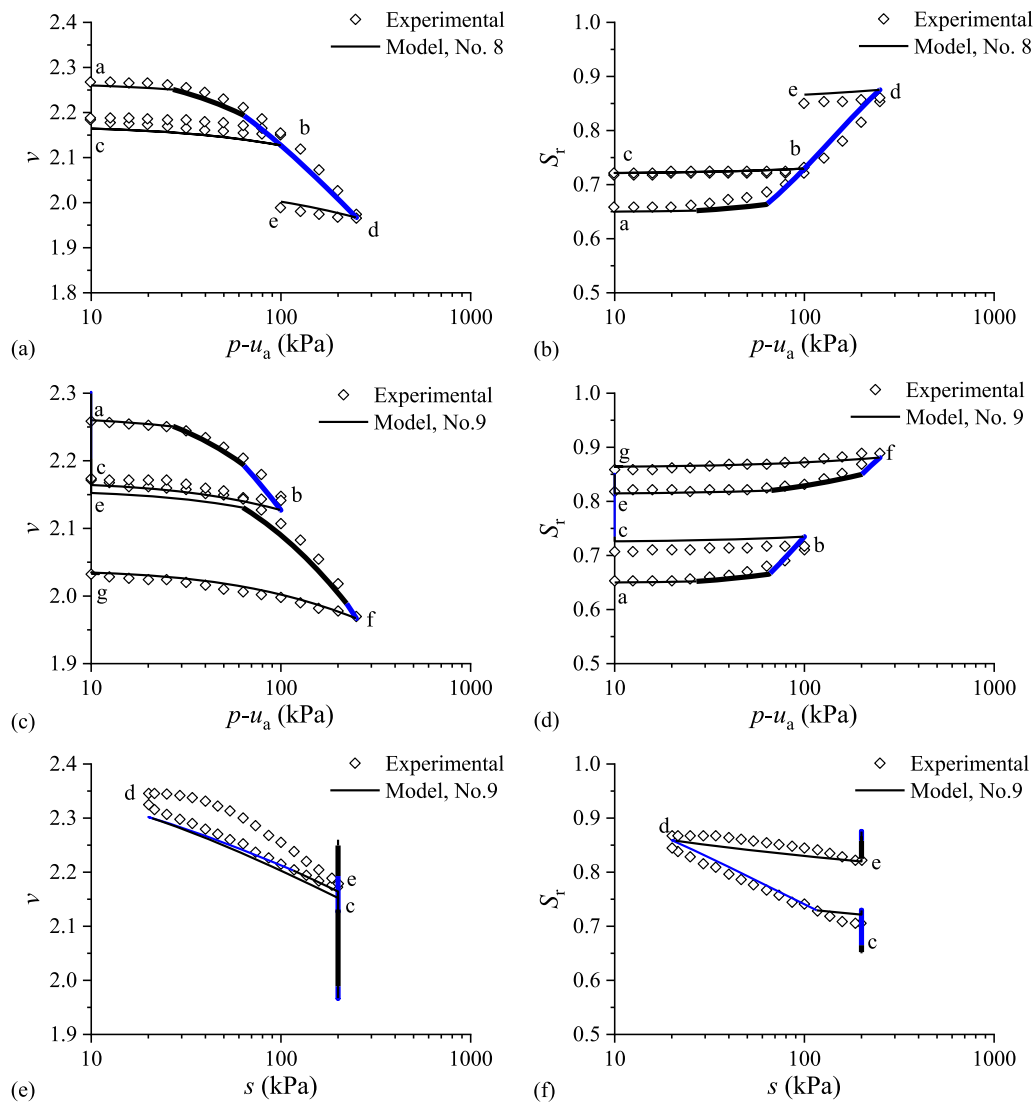 2.4
2.3
2.2
2.1
2.0
1.9
1.8
v
a
b
c
d
e
Experimental
Model, No. 8
10
100
1000
(a)
p-uₐ (kPa)
1.0
0.9
0.8
0.7
0.6
0.5
Sᵣ
e
d
b
c
a
Experimental
Model, No. 8
10
100
1000
(b)
p-uₐ (kPa)
2.3
2.2
2.1
2.0
1.9
v
a
c
b
e
g
f
Experimental
Model, No.9
10
100
1000
(c)
p-uₐ (kPa)
1.0
0.9
0.8
0.7
0.6
0.5
Sᵣ
g
f
e
c
b
a
Experimental
Model, No. 9
10
100
1000
(d)
p-uₐ (kPa)
2.4
2.3
2.2
2.1
2.0
1.9
v
d
e
c
Experimental
Model, No.9
10
100
1000
(e)
s (kPa)
1.0
0.9
0.8
0.7
0.6
0.5
Sᵣ
d
e
c
Experimental
Model, No.9
10
100
1000
(f)
s (kPa)